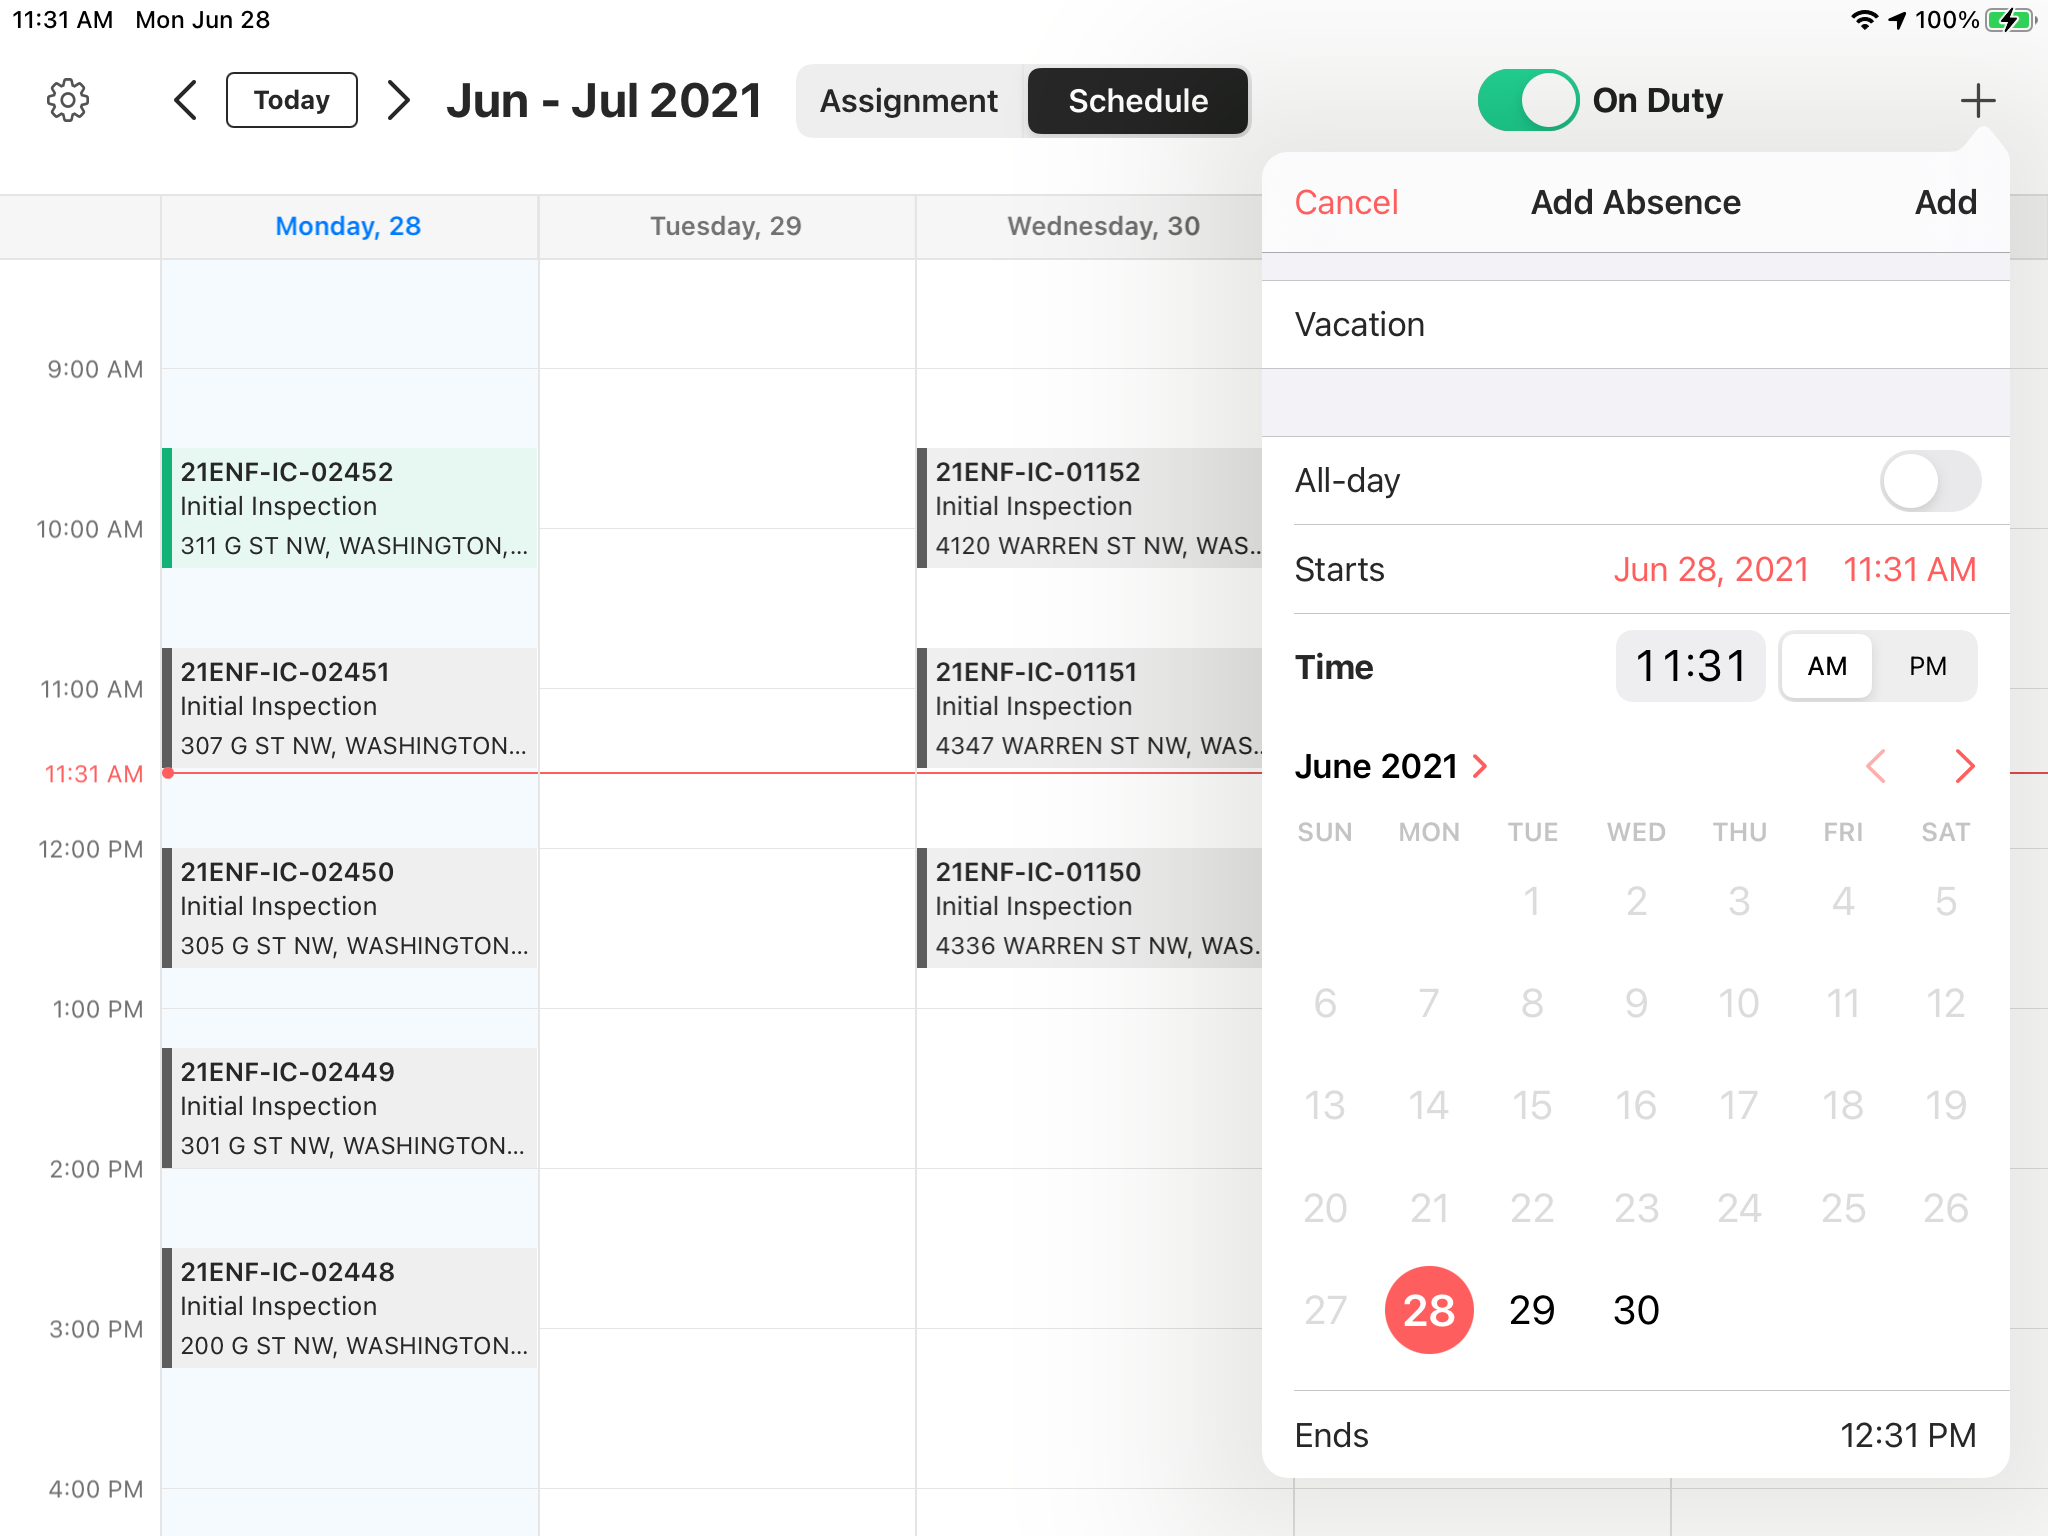 11:31 AM Mon Jun 28 100%
Today Jun - Jul 2021 Assignment Schedule On Duty
Monday, 28 Tuesday, 29 Wednesday, 30
9:00 AM
10:00 AM
11:00 AM
11:31 AM
12:00 PM
1:00 PM
2:00 PM
3:00 PM
4:00 PM
21ENF-IC-02452
Initial Inspection
311 G ST NW, WASHINGTON,...
21ENF-IC-02451
Initial Inspection
307 G ST NW, WASHINGTON...
21ENF-IC-02450
Initial Inspection
305 G ST NW, WASHINGTON...
21ENF-IC-02449
Initial Inspection
301 G ST NW, WASHINGTON...
21ENF-IC-02448
Initial Inspection
200 G ST NW, WASHINGTON...
21ENF-IC-01152
Initial Inspection
4120 WARREN ST NW, WAS..
21ENF-IC-01151
Initial Inspection
4347 WARREN ST NW, WAS..
21ENF-IC-01150
Initial Inspection
4336 WARREN ST NW, WAS.
Cancel Add Absence Add
Vacation
All-day
Starts Jun 28, 2021 11:31 AM
Time 11:31 AM PM
June 2021
SUN MON TUE WED THU FRI SAT
1 2 3 4 5
6 7 8 9 10 11 12
13 14 15 16 17 18 19
20 21 22 23 24 25 26
27 28 29 30
Ends 12:31 PM